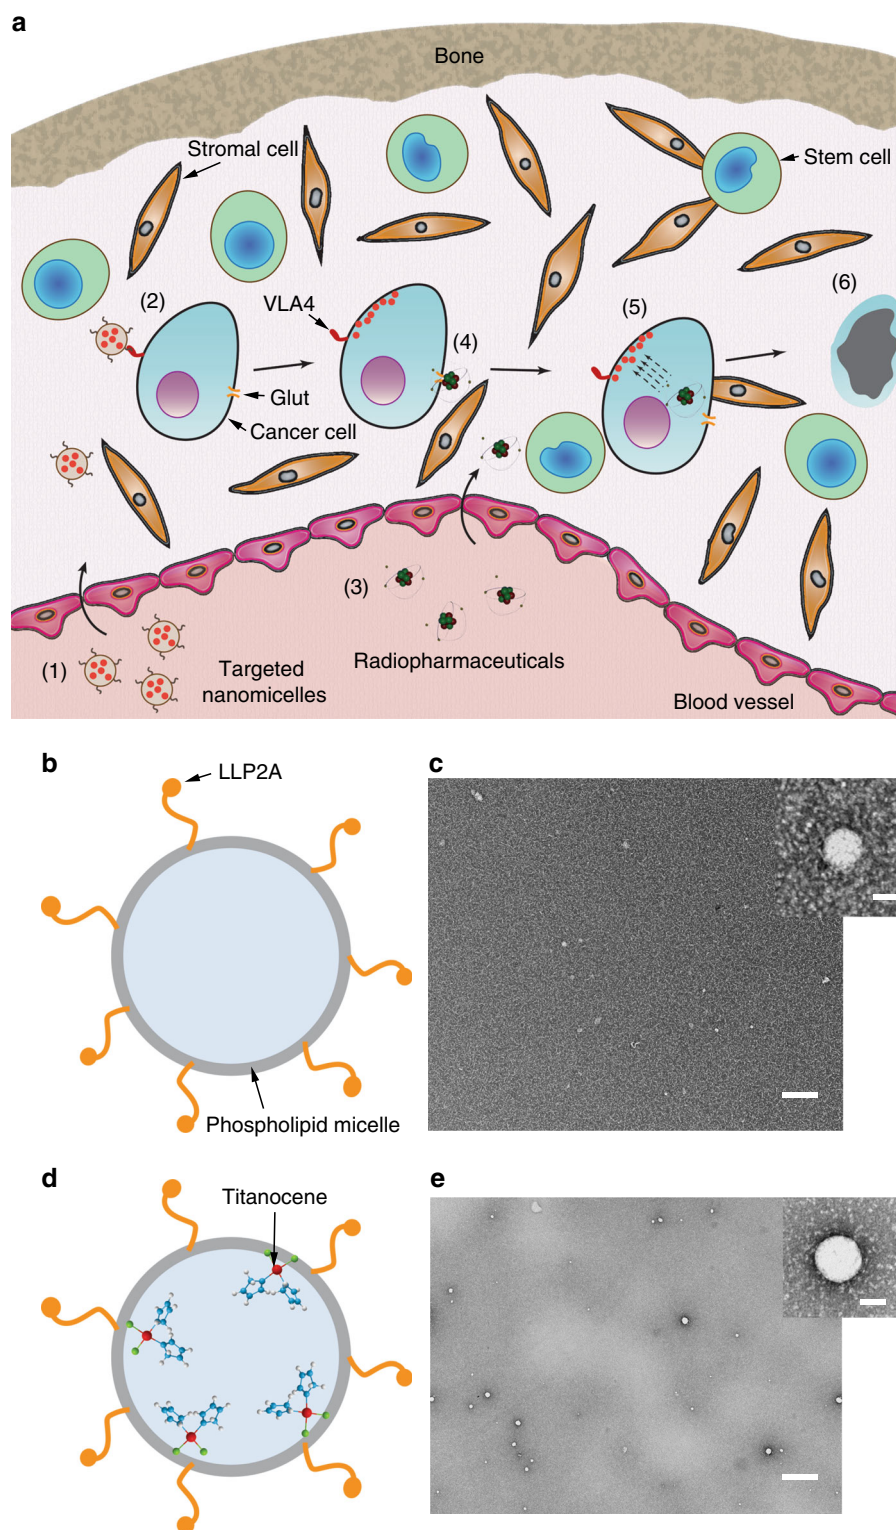 a
Bone
Stromal cell
Stem cell
(2)
VLA4
(6)
(5)
(4)
Glut
Cancer cell
(3)
(1)
Targeted
nanomicelles
Radiopharmaceuticals
Blood vessel
b
LLP2A
Phospholipid micelle
c
d
Titanocene
e